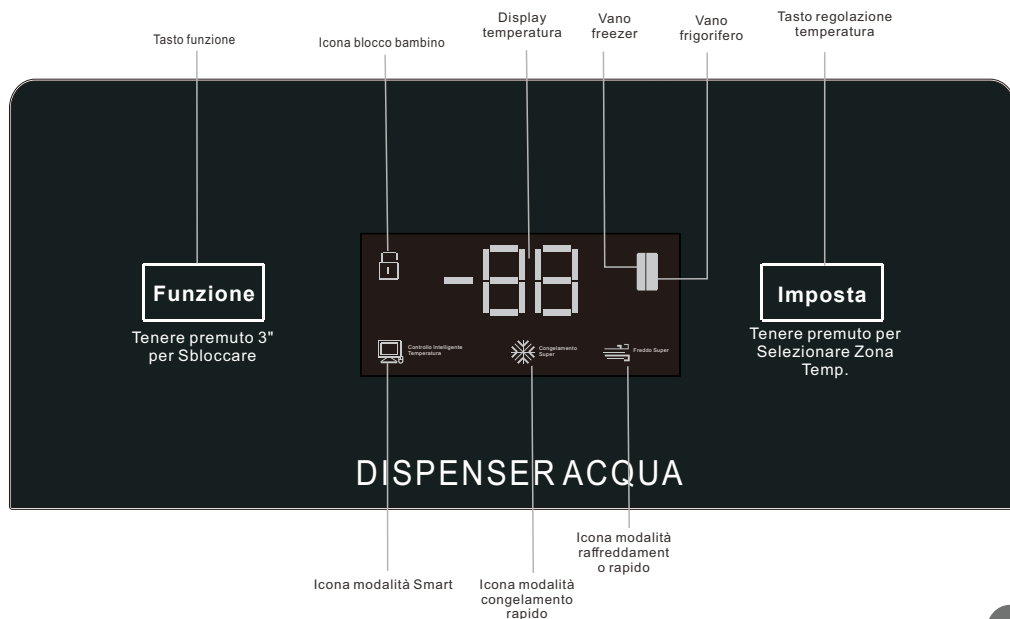 Tasto funzione
Icona blocco bambino
Display
temperatura
Vano
freezer
Vano
frigorifero
Tasto regolazione
temperatura
Funzione
Tenere premuto 3"
per Sbloccare
-88
Imposta
Tenere premuto per
Selezionare Zona
Temp.
Controllo Intelligente
Temperatura
Congelamento
Super
Freddo Super
DISPENSER ACQUA
Icona modalità Smart
Icona modalità
congelamento
rapido
Icona modalità
raffreddament
o rapido